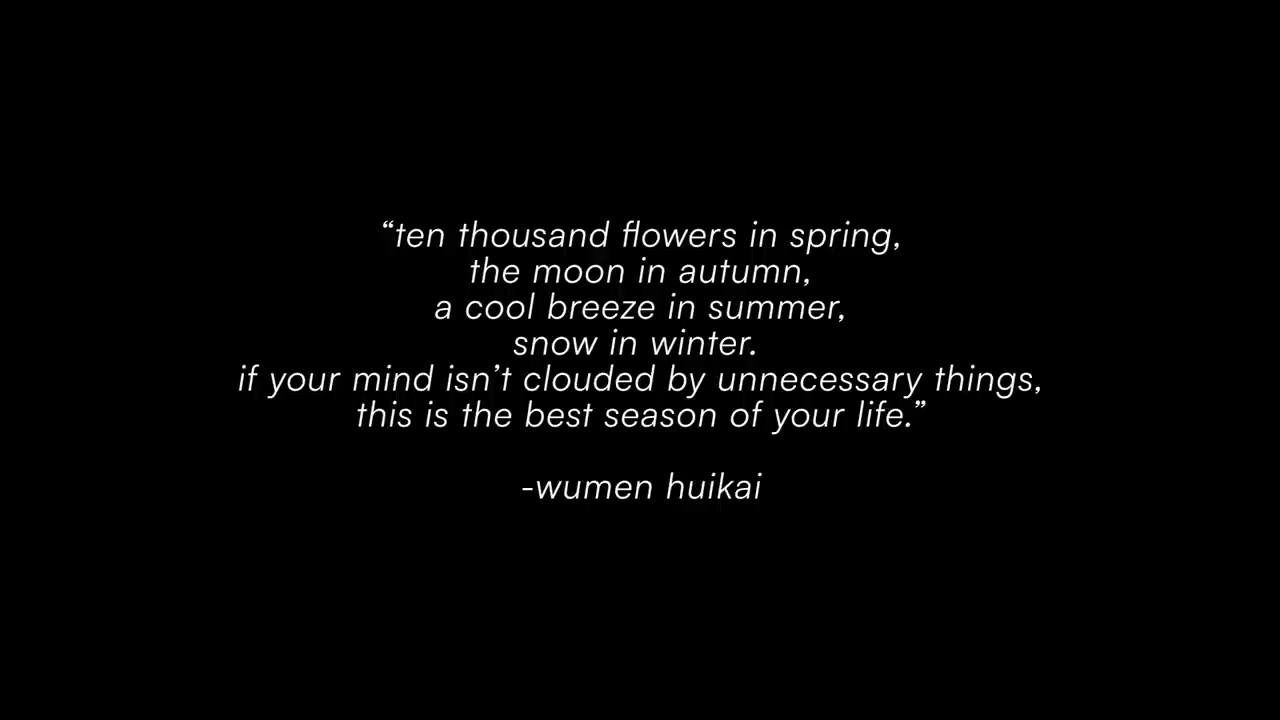 “ten thousand flowers in spring,
the moon in autumn,
a cool breeze in summer,
snow in winter.
if your mind isn’t clouded by unnecessary things,
this is the best season of your life.”
-wumen huikai